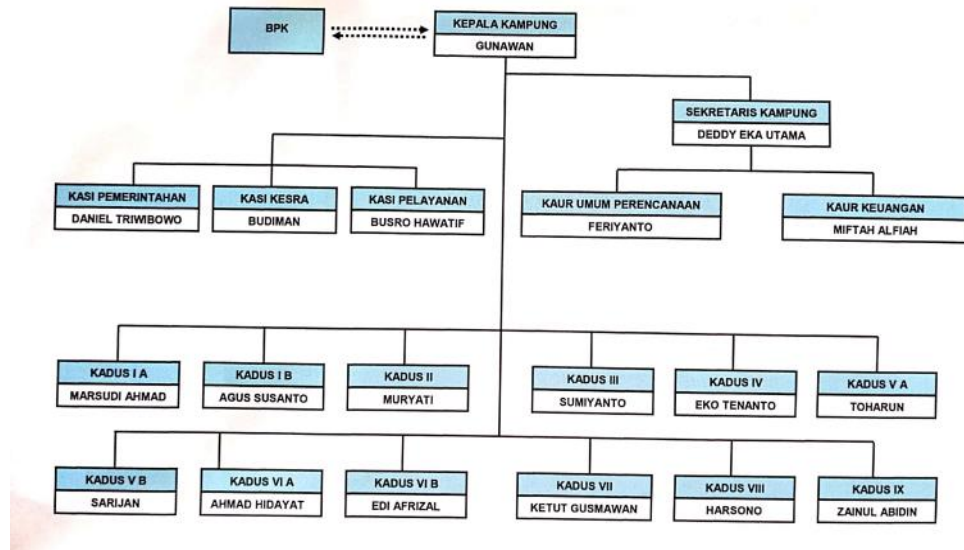 BPK
KEPALA KAMPUNG
GUNAWAN
SEKRETARIS KAMPUNG
DEDDY EKA UTAMA
KASI PEMERINTAHAN
DANIEL TRIWIBOWO
KASI KESRA
BUDIMAN
KASI PELAYANAN
BUSRO HAWATIF
KAUR UMUM PERENCANAAN
FERIYANTO
KAUR KEUANGAN
MIFTAH ALFIAH
KADUS I A
MARSUDI AHMAD
KADUS I B
AGUS SUSANTO
KADUS II
MURYATI
KADUS III
SUMIYANTO
KADUS IV
EKO TENANTO
KADUS V A
TOHARUN
KADUS V B
SARIJAN
KADUS VI A
AHMAD HIDAYAT
KADUS VI B
EDI AFRIZAL
KADUS VII
KETUT GUSMAWAN
KADUS VIII
HARSONO
KADUS IX
ZAINUL ABIDIN